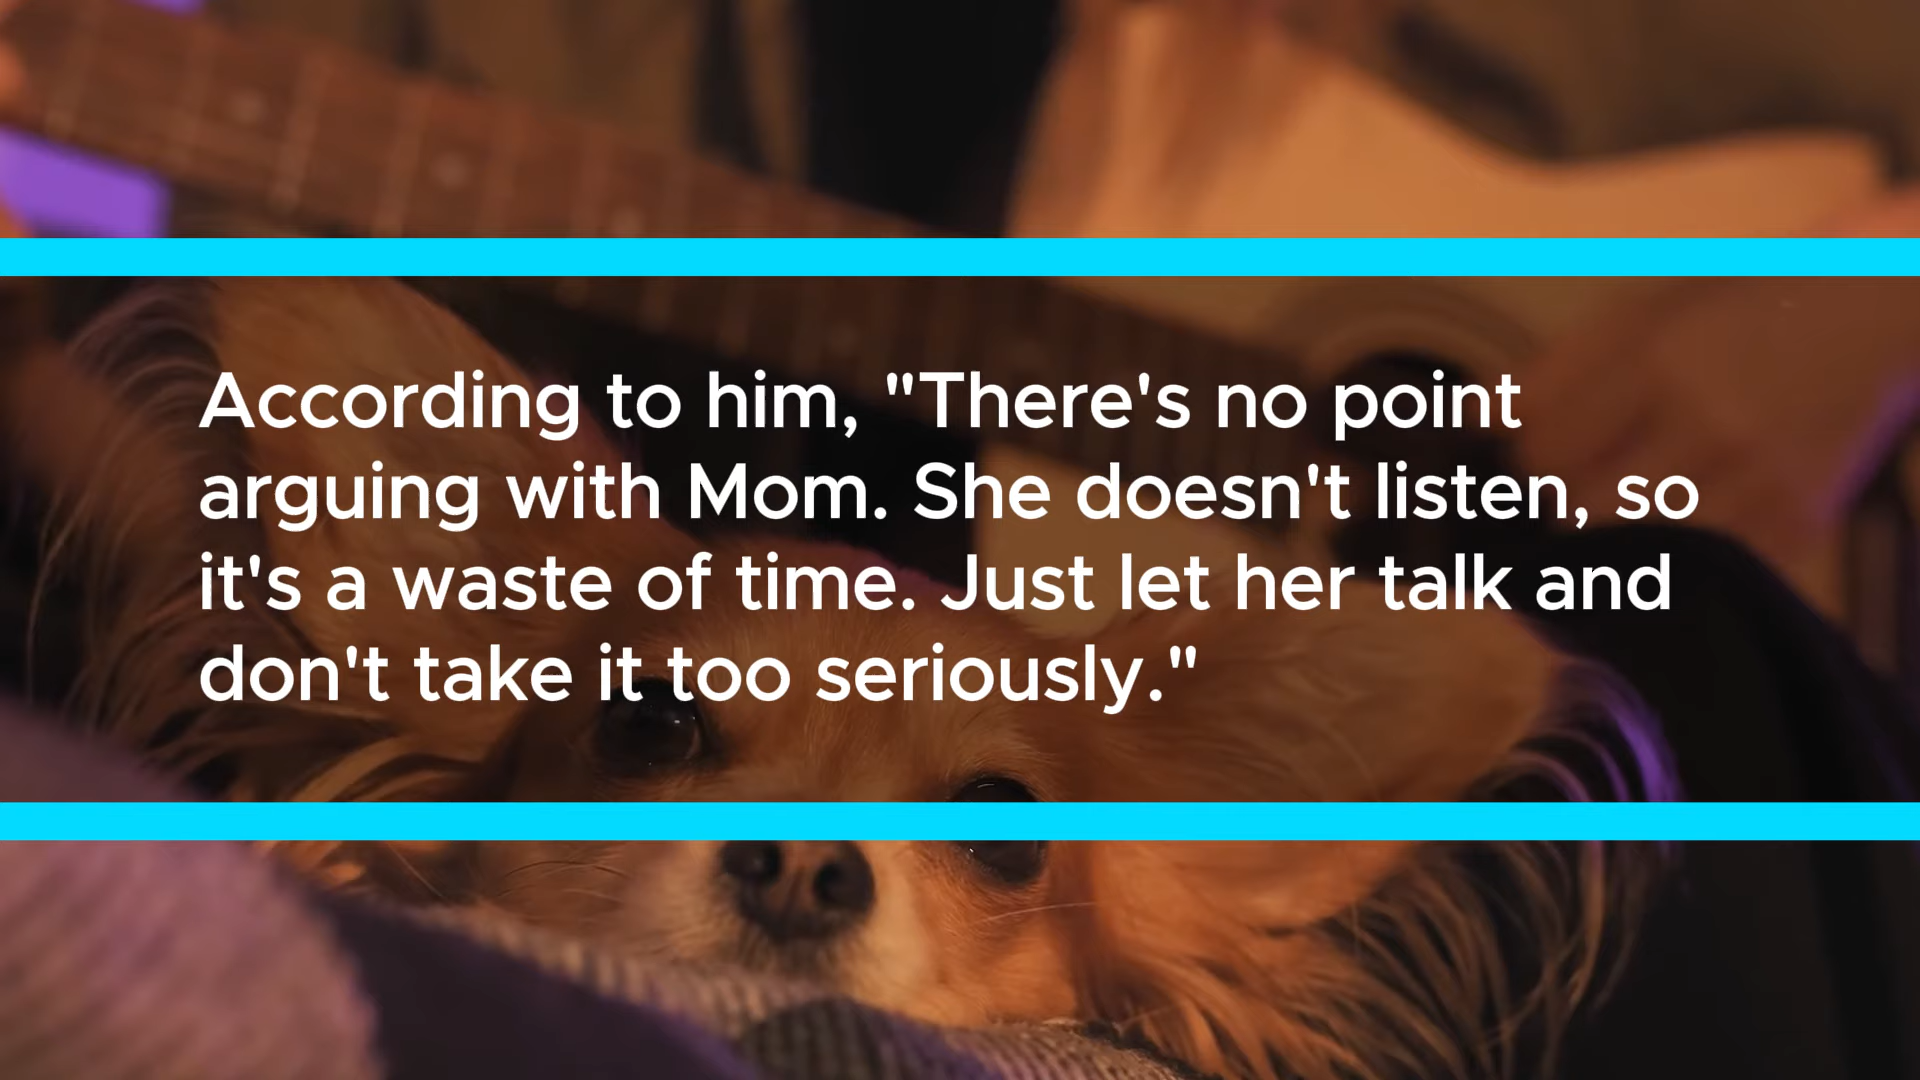 According to him, "There's no point
arguing with Mom. She doesn't listen, so
it's a waste of time. Just let her talk and
don't take it too seriously."